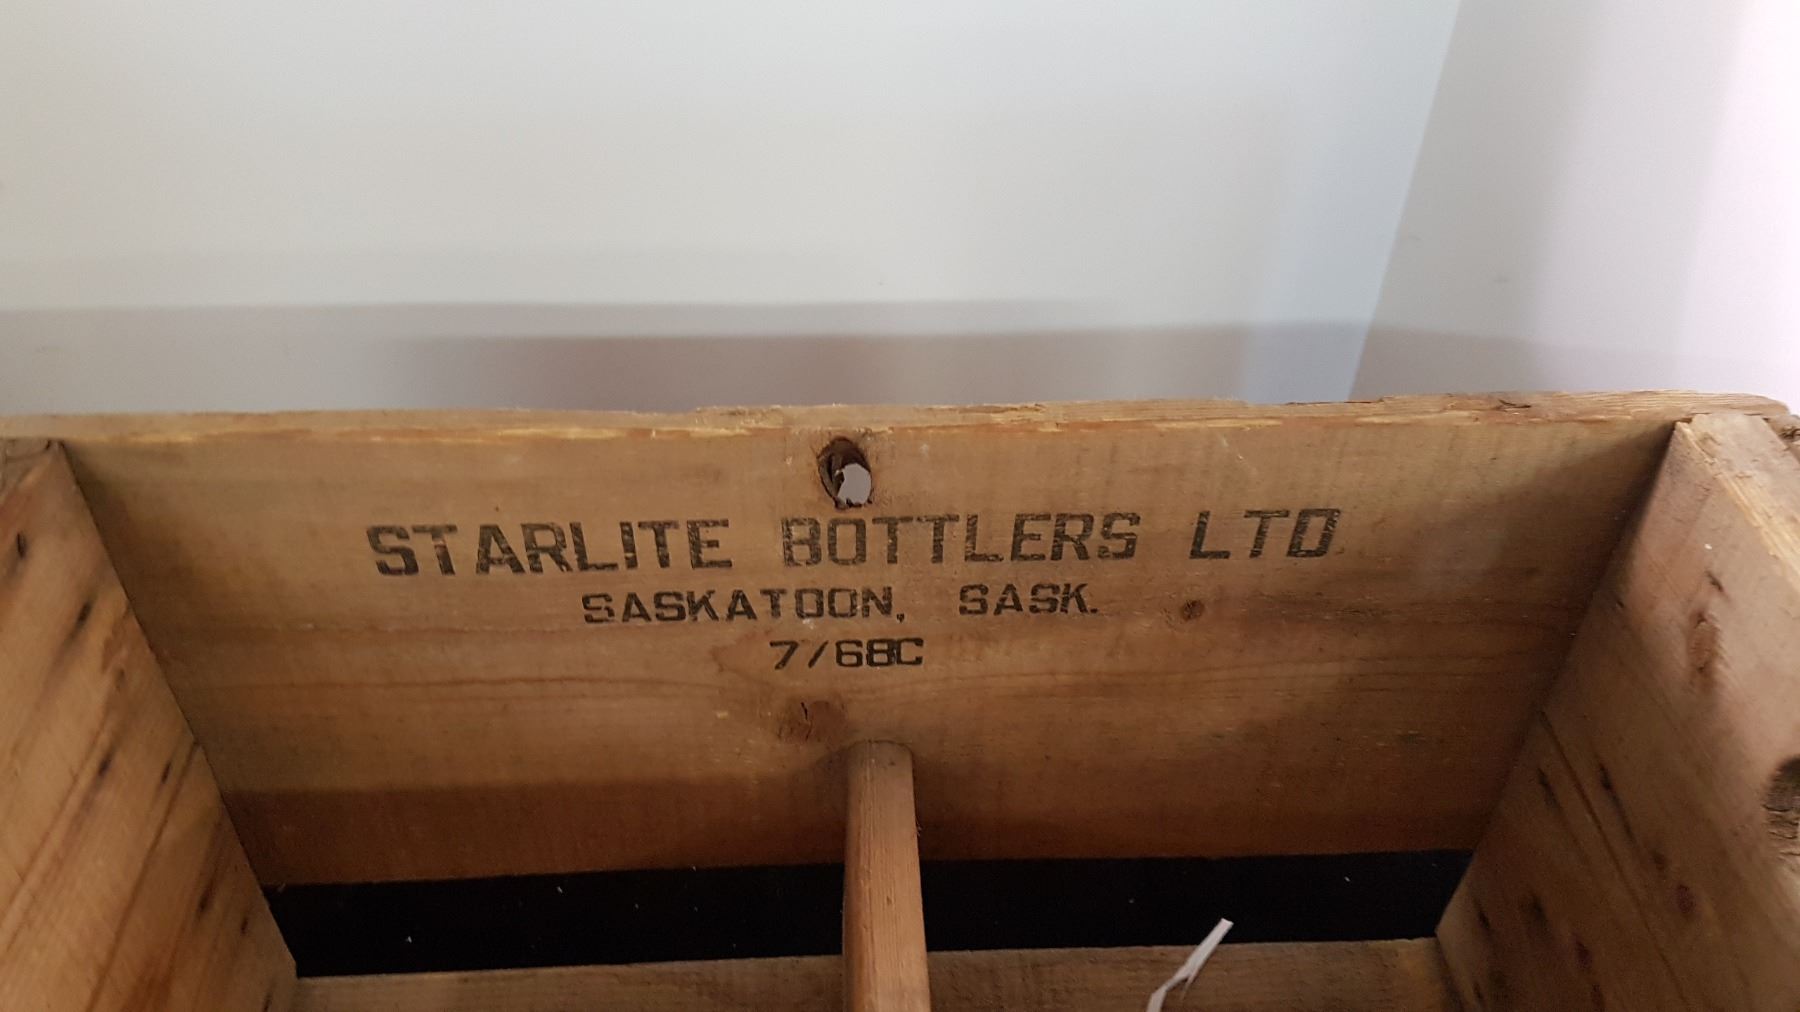 STARLITE BOTTLERS LTD
SASKATOON, SASK.
7/68C